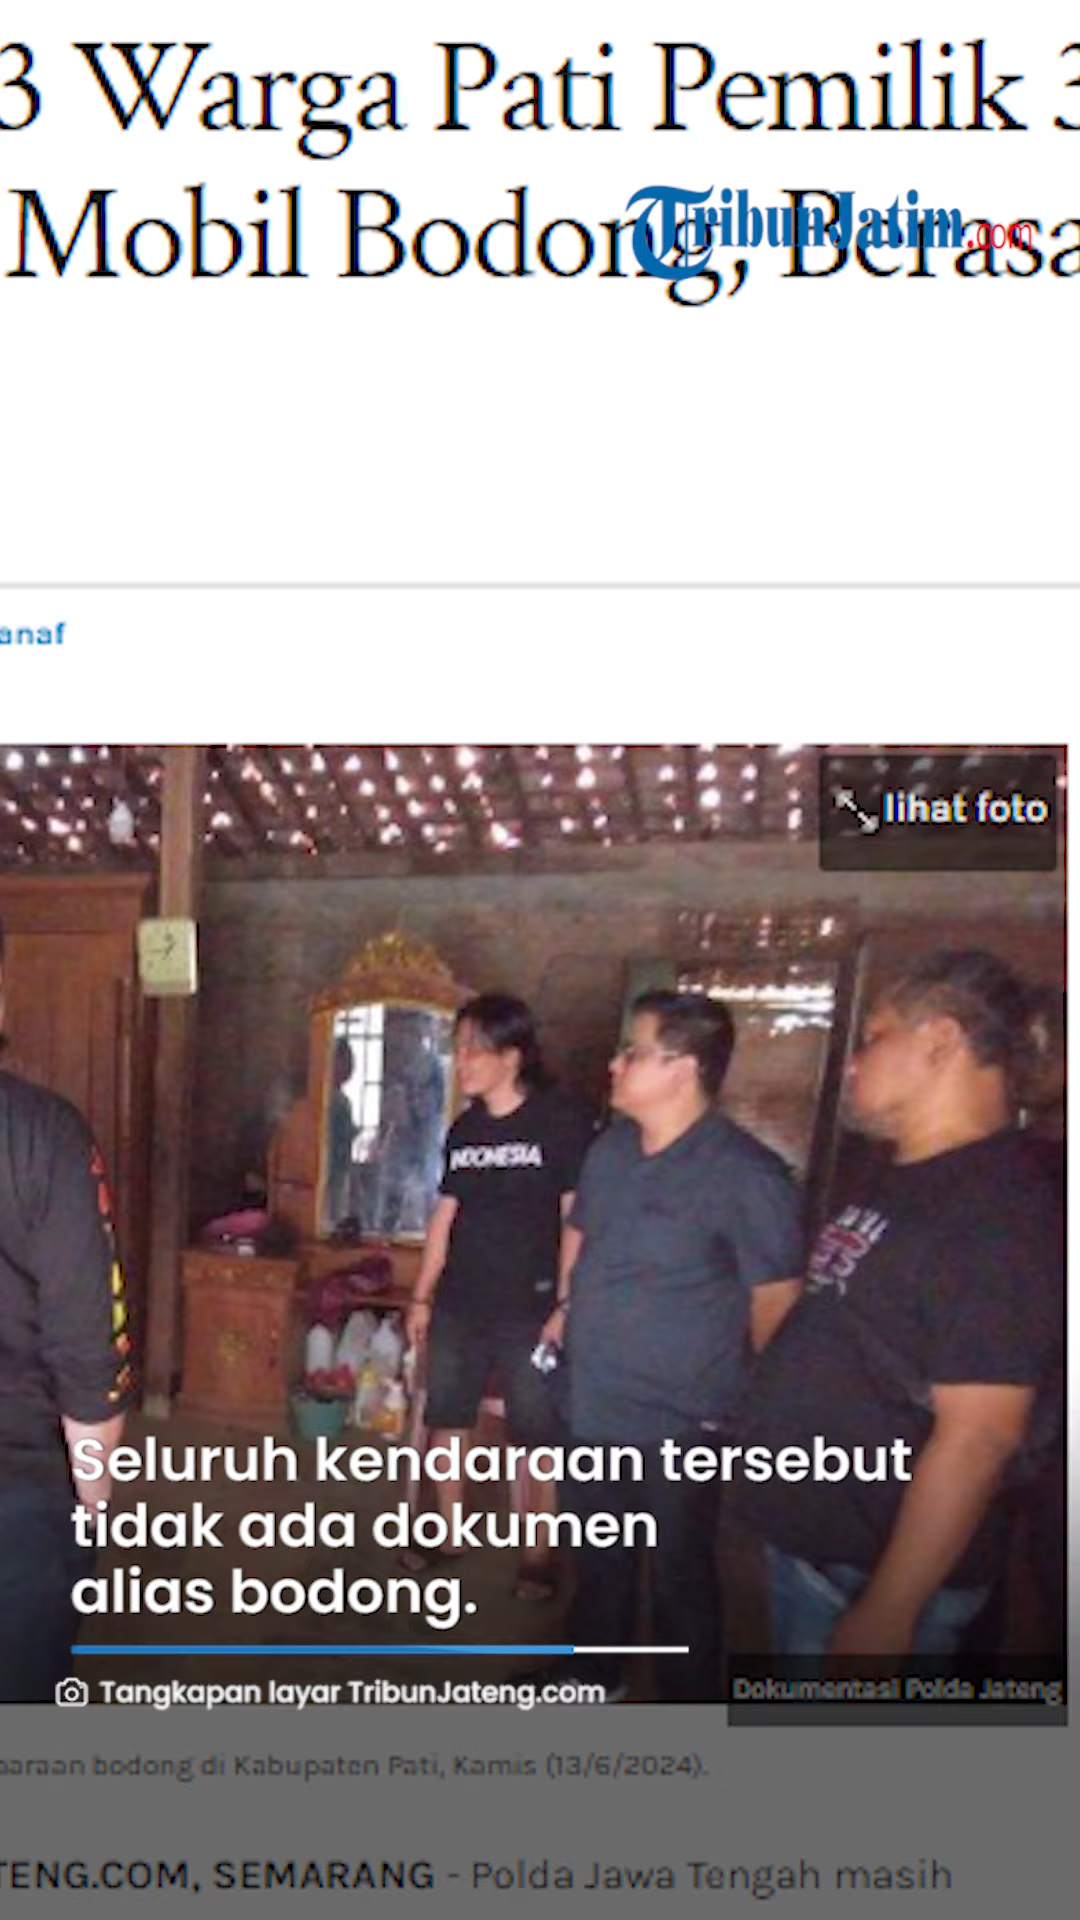 3 Warga Pati Pemilik 3
Mobil Bodong, Berasa
TribunJatim.com
anaf
lihat foto
INDONESIA
Seluruh kendaraan tersebut
tidak ada dokumen
alias bodong.
Tangkapan layar TribunJateng.com
Dokumentasi Polda Jateng
araan bodong di Kabupaten Pati, Kamis (13/6/2024).
TENG.COM, SEMARANG - Polda Jawa Tengah masih